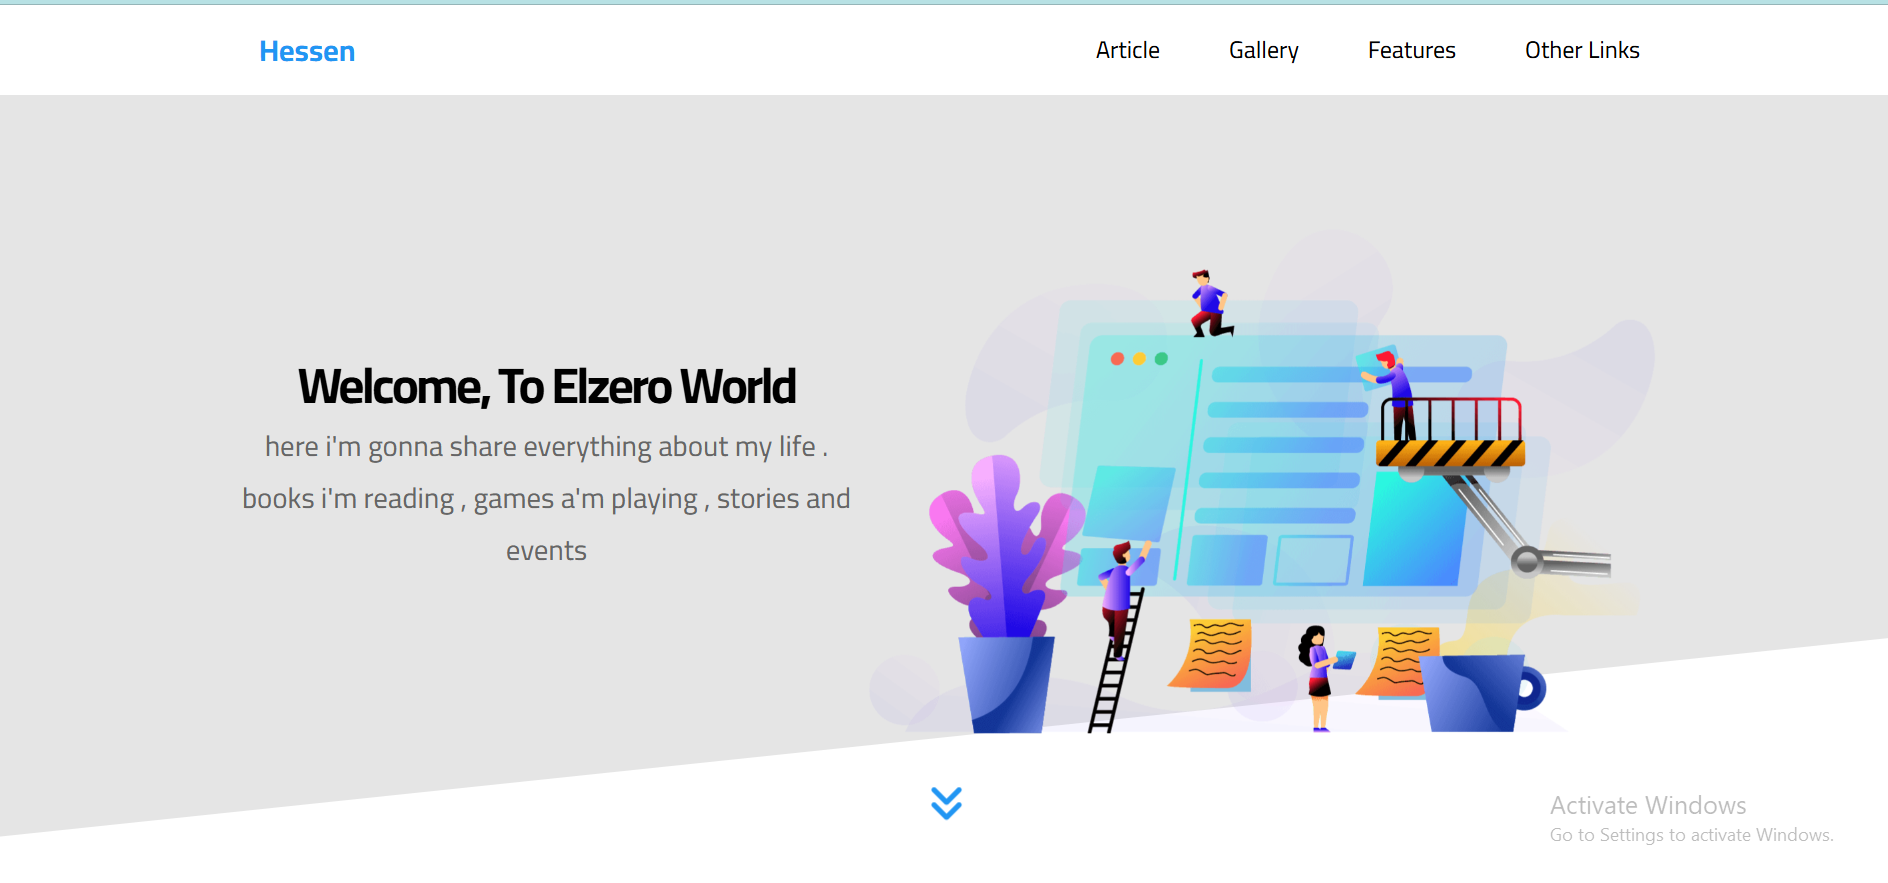 Hessen
Article
Gallery
Features
Other Links
Welcome, To Elzero World
here i'm gonna share everything about my life .
books i'm reading , games a'm playing , stories and
events
Activate Windows
Go to Settings to activate Windows.